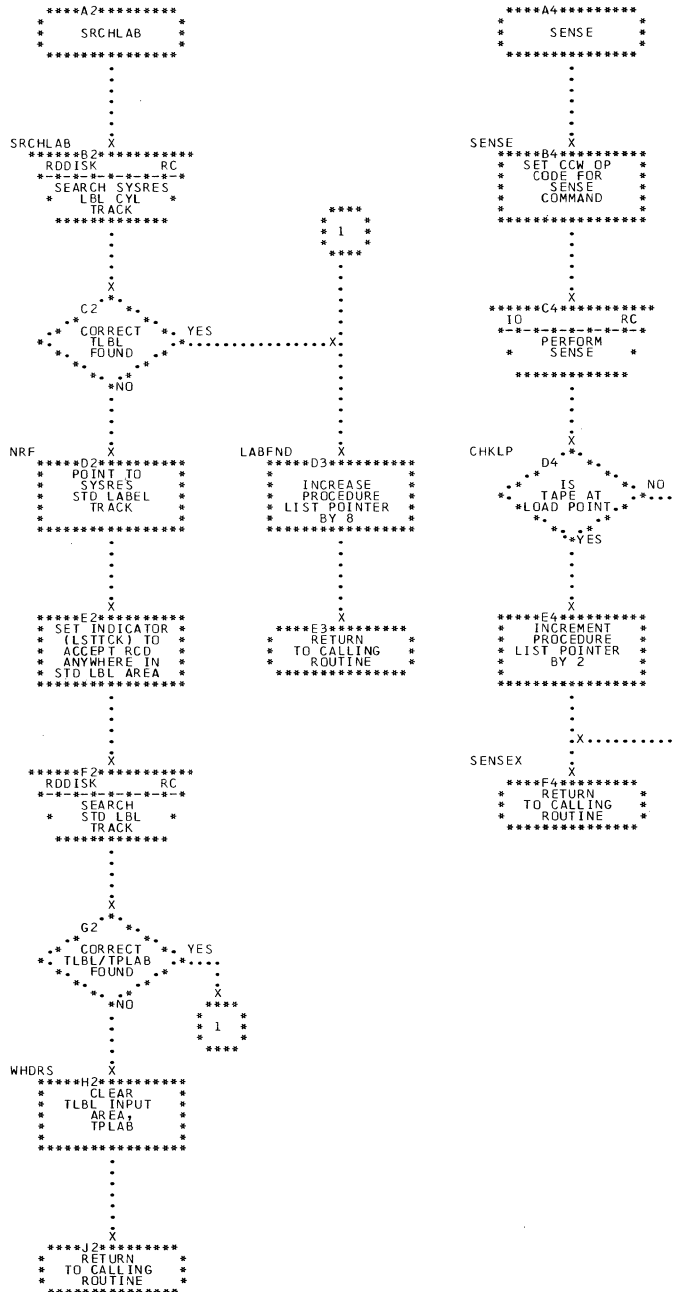 A2
SRCHLAB
SRCHLAB
B2
RDDISK RC
SEARCH SYSRES
LBL CYL
TRACK
1
C2
CORRECT
TLBL
FOUND
YES
NO
NRF
D2
POINT TO
SYSRES
STD LABEL
TRACK
LABFND
D3
INCREASE
PROCEDURE
LIST POINTER
BY 8
E2
SET INDICATOR
(LSTTCK) TO
ACCEPT RCD
ANYWHERE IN
STD LBL AREA
E3
RETURN
TO CALLING
ROUTINE
F2
RDDISK RC
SEARCH
STD LBL
TRACK
G2
CORRECT
TLBL/TPLAB
FOUND
YES
NO
1
WHDRS
H2
CLEAR
TLBL INPUT
AREA,
TPLAB
J2
RETURN
TO CALLING
ROUTINE
A4
SENSE
SENSE
B4
SET CCW OP
CODE FOR
SENSE
COMMAND
C4
IO RC
PERFORM
SENSE
CHKLP
D4
IS
TAPE AT
LOAD POINT
NO
YES
E4
INCREMENT
PROCEDURE
LIST POINTER
BY 2
SENSEX
F4
RETURN
TO CALLING
ROUTINE